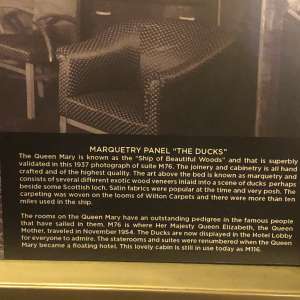 MARQUETRY PANEL "THE DUCKS"
The Queen Mary is known as the "Ship of Beautiful Woods" and that is superbly
validated in this 1937 photograph of suite M76. The joinery and cabinetry is all hand
crafted and of the highest quality. The art above the bed is known as marquetry and
consists of several different exotic wood veneers inlaid into a scene of ducks perhaps
beside some Scottish loch. Satin fabrics were popular at the time and very posh. The
carpeting was woven on the looms of Wilton Carpets and there were more than ten
miles used in the ship.
The rooms on the Queen Mary have an outstanding pedigree in the famous people
that have called in them. M76 is where Her Majesty Queen Elizabeth, the Queen
Mother, traveled in November 1954. The Ducks are now displayed in the Hotel Lobby
for everyone to admire. The staterooms and suites were renumbered when the Queen
Mary became a floating hotel. This lovely cabin is still in use today as M116.